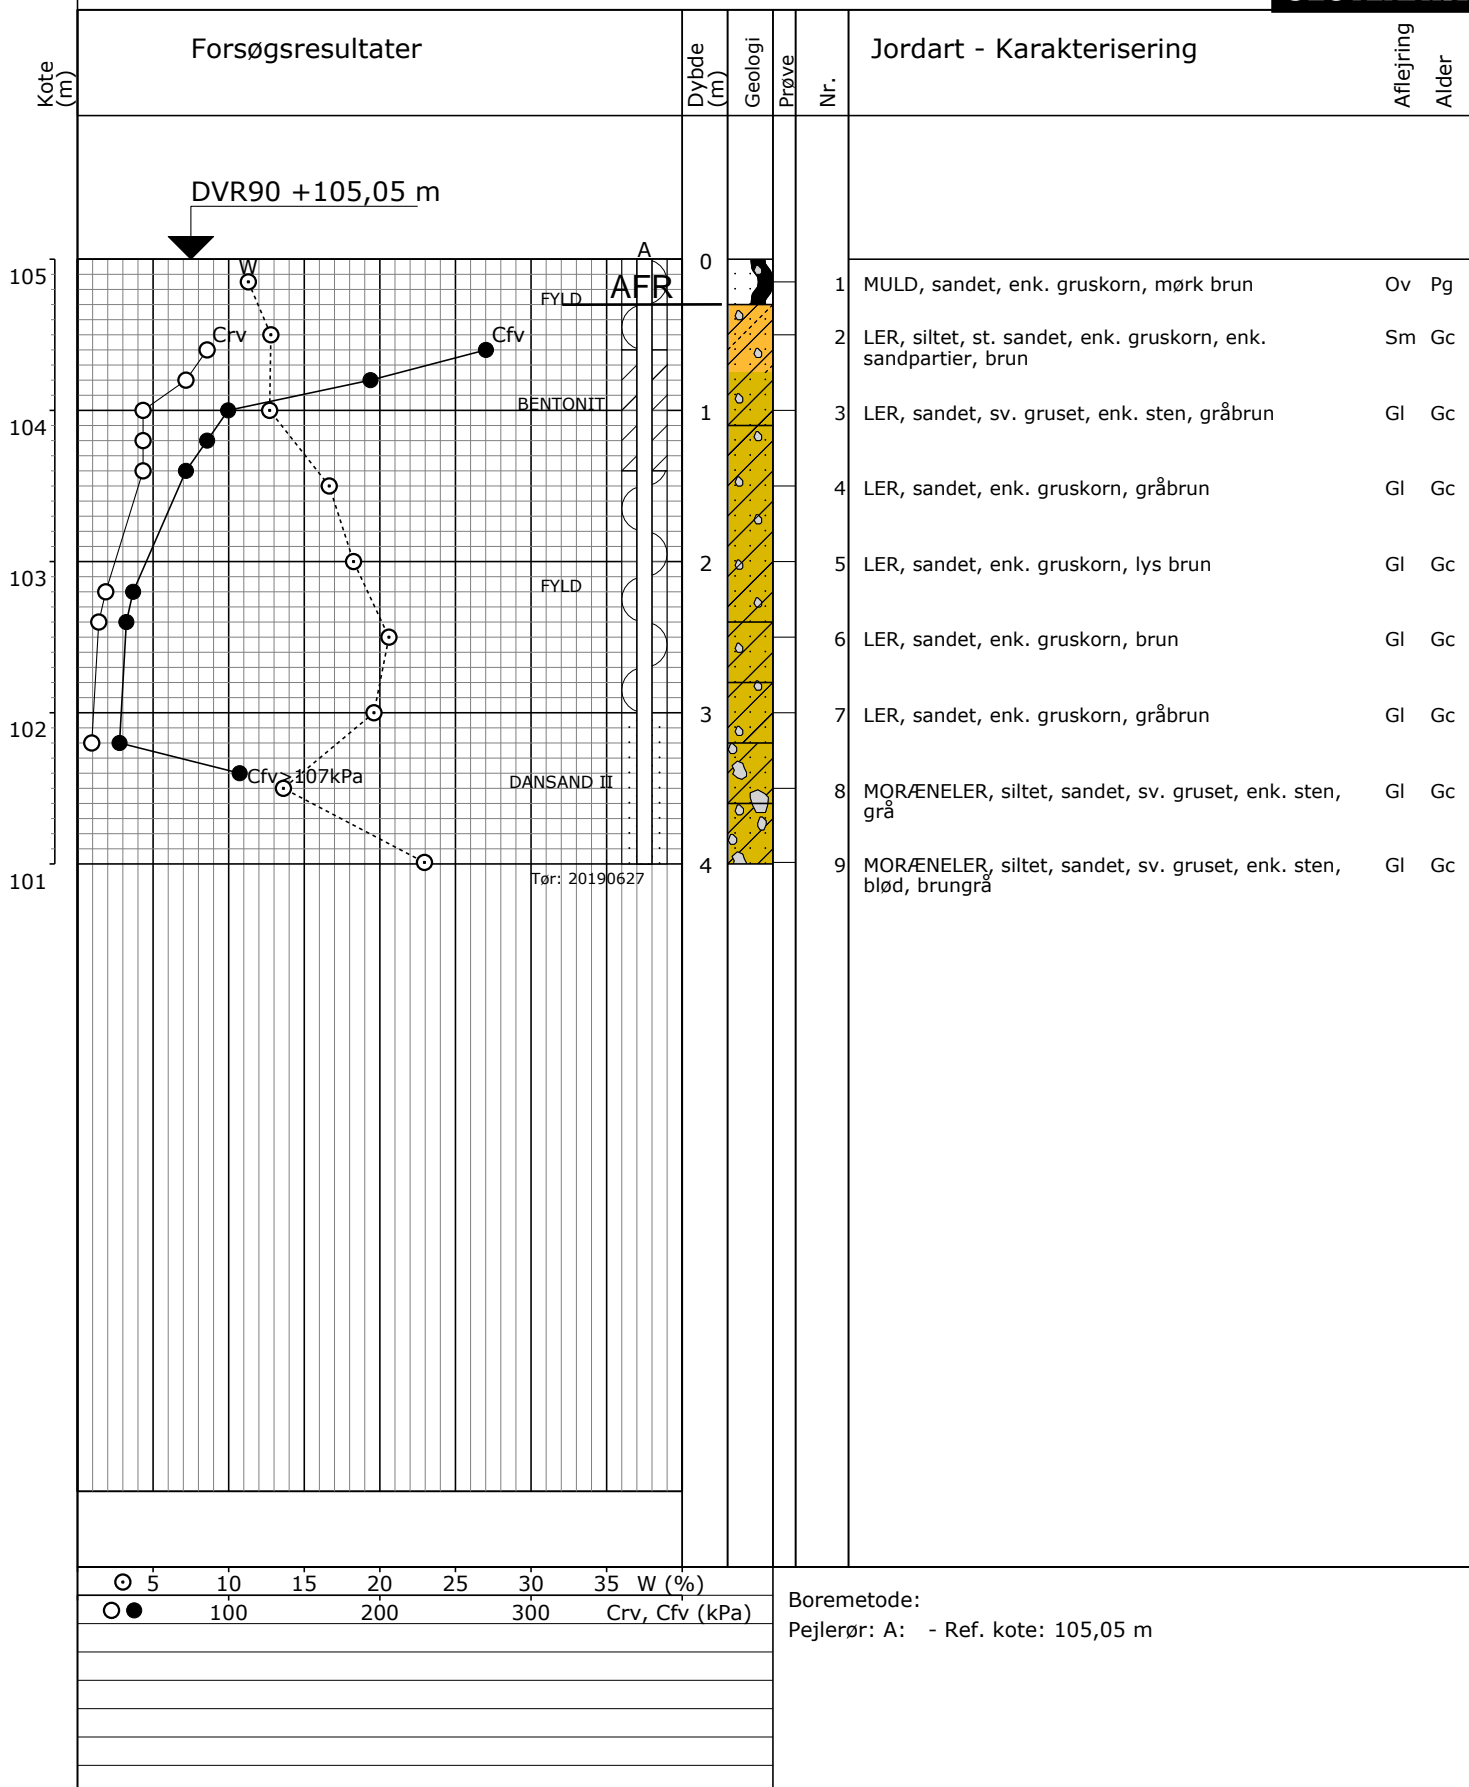 Kote (m)
Forsøgsresultater
Dybde (m)
Geologi
Prøve
Nr.
Jordart - Karakterisering
Aflejring
Alder
DVR90 +105,05 m
105
W
A
0
FYLD
AFR
1 MULD, sandet, enk. gruskorn, mørk brun Ov Pg
Crv
Cfv
2 LER, siltet, st. sandet, enk. gruskorn, enk. Sm Gc
sandpartier, brun
BENTONIT
104
1
3 LER, sandet, sv. gruset, enk. sten, gråbrun Gl Gc
4 LER, sandet, enk. gruskorn, gråbrun Gl Gc
103
2
5 LER, sandet, enk. gruskorn, lys brun Gl Gc
FYLD
6 LER, sandet, enk. gruskorn, brun Gl Gc
102
3
7 LER, sandet, enk. gruskorn, gråbrun Gl Gc
Cfv>107kPa
DANSAND II
8 MORÆNELER, siltet, sandet, sv. gruset, enk. sten, Gl Gc
grå
101
Tør: 20190627
4
9 MORÆNELER, siltet, sandet, sv. gruset, enk. sten, Gl Gc
blød, brungrå
5 10 15 20 25 30 35 W (%)
100 200 300 Crv, Cfv (kPa)
Boremetode:
Pejlerør: A: - Ref. kote: 105,05 m